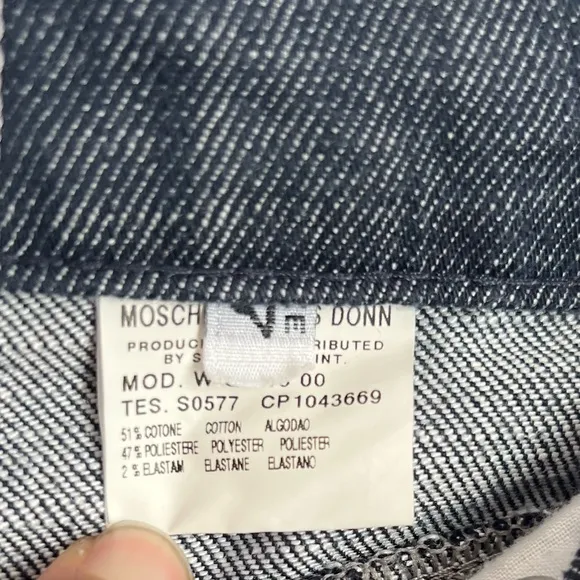 MOSCH S DONN
PRODUC RIBUTED
BY S INT.
MOD. W 00
TES. S0577 CP1043669
51% COTONE COTTON ALGODAO
47% POLIESTERE POLYESTER POLIESTER
2% ELASTAM ELASTANE ELASTANO